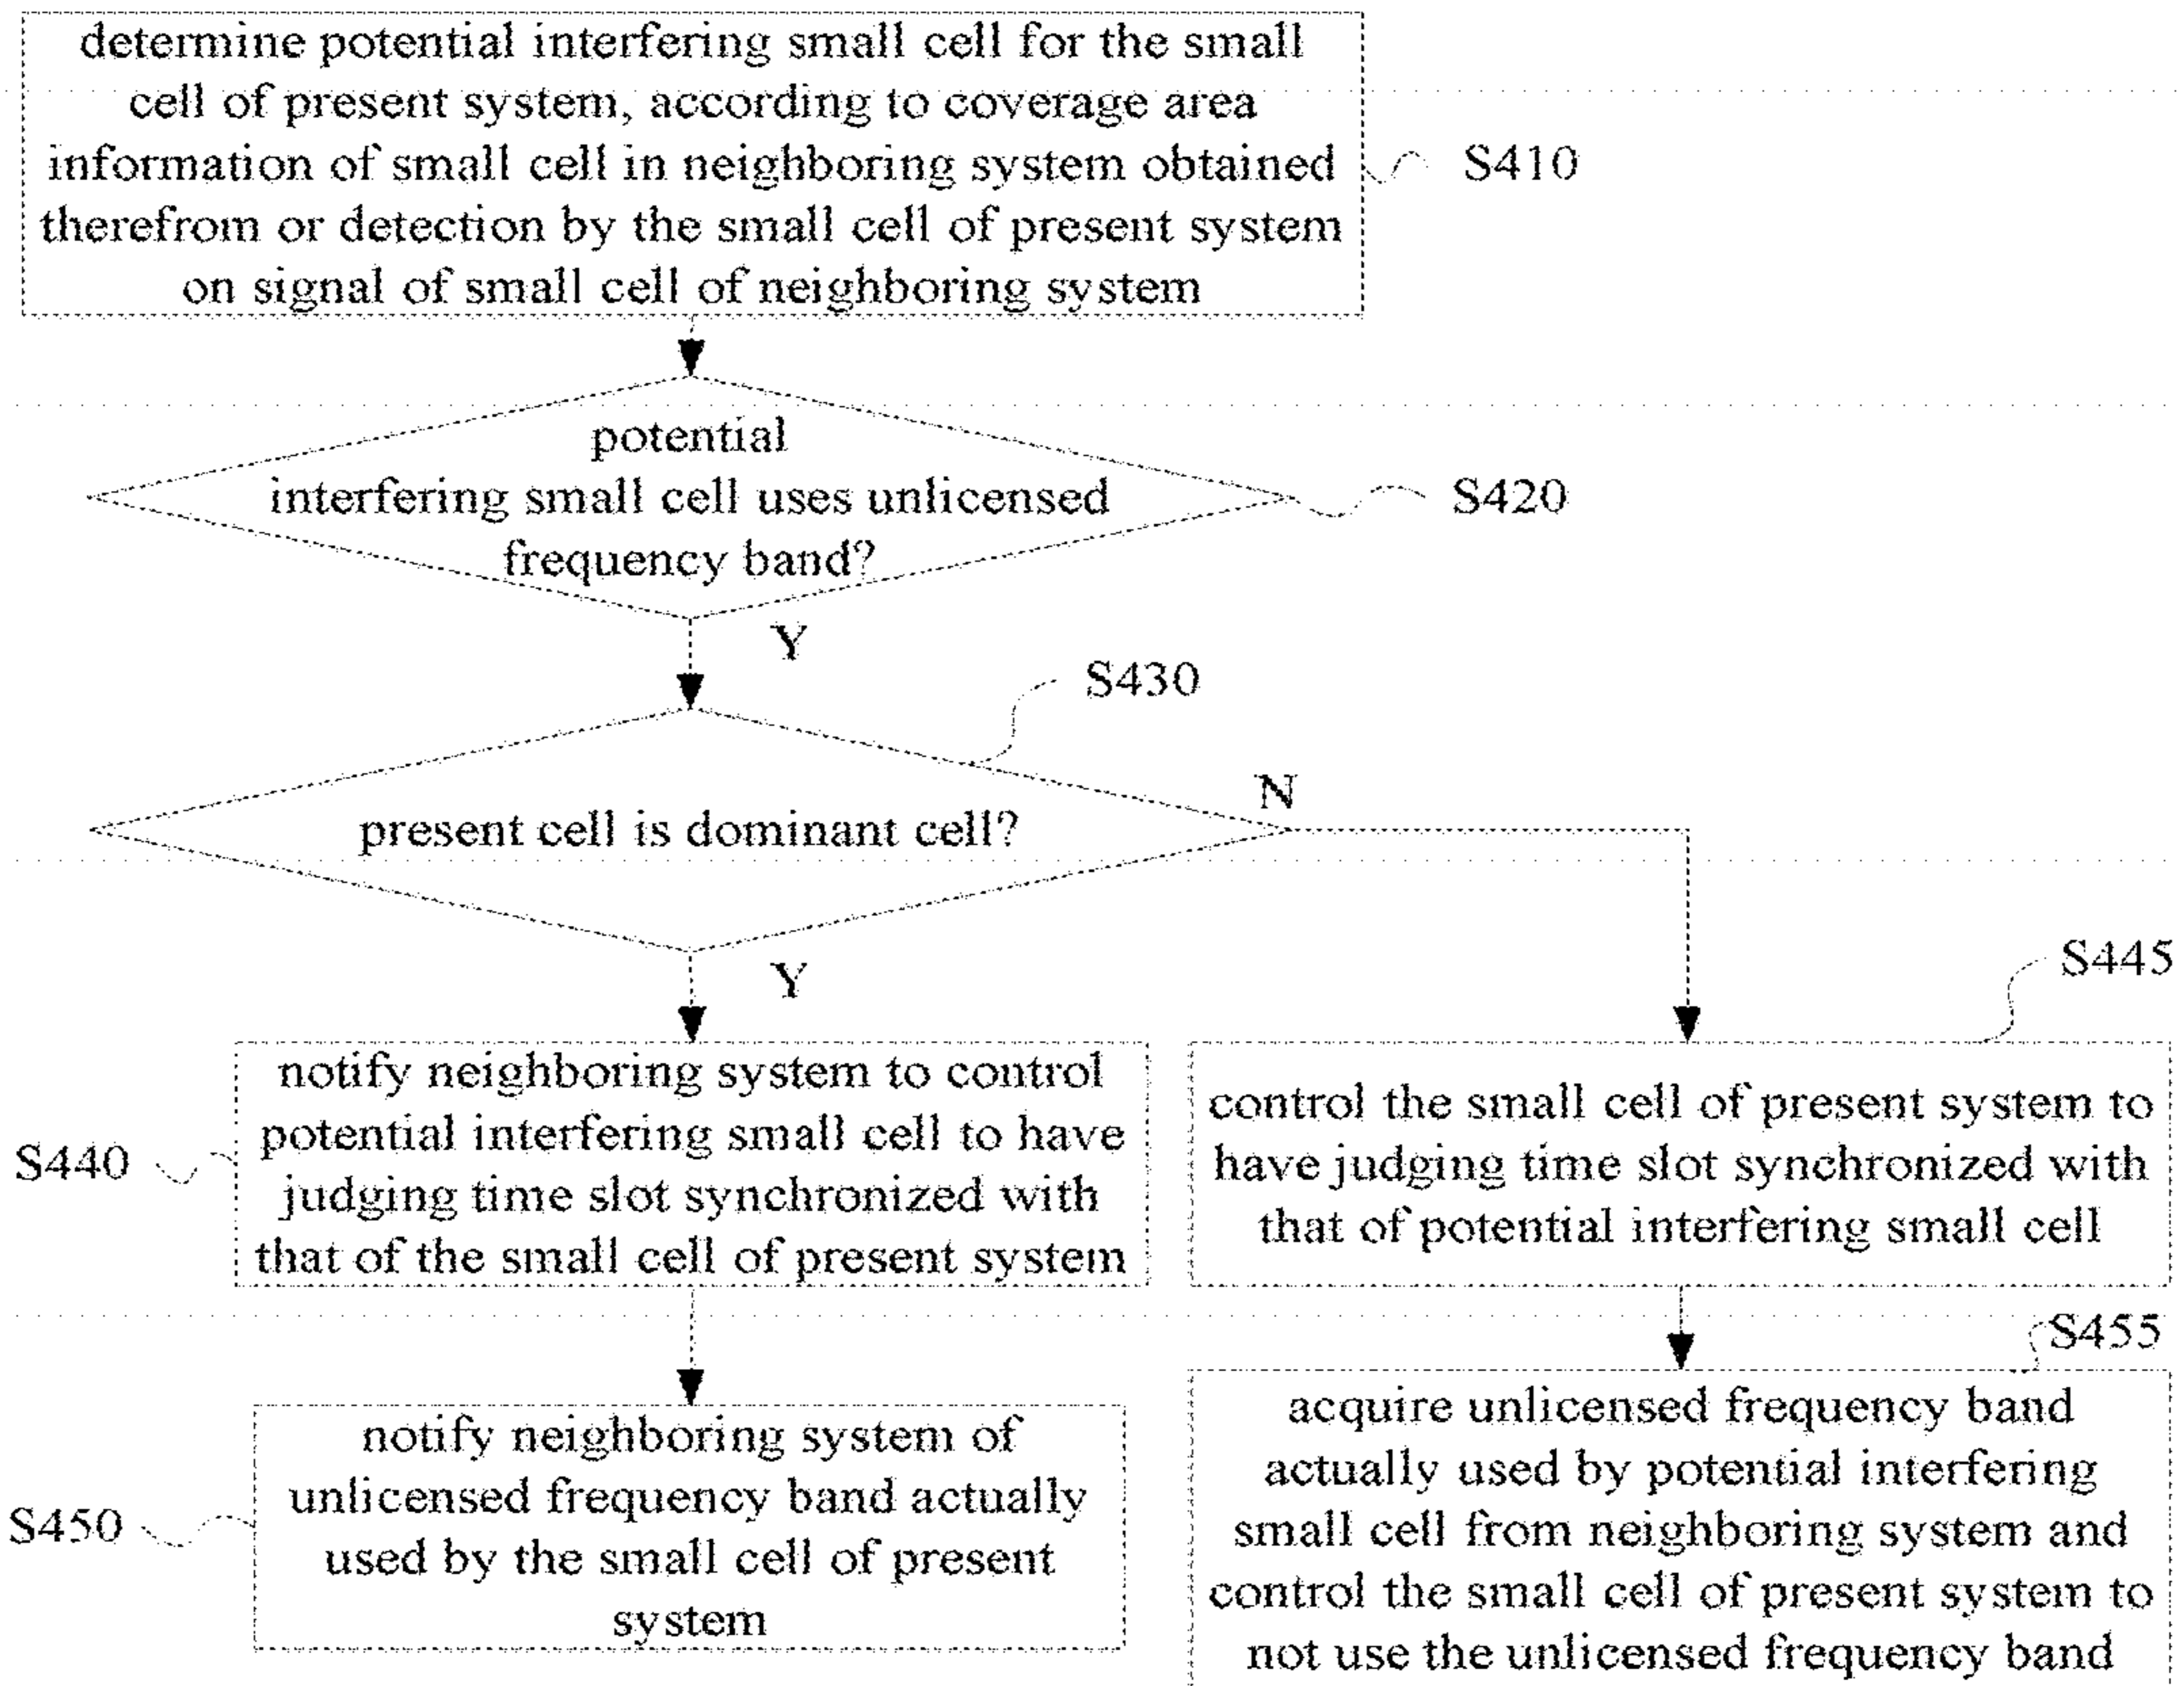 determine potential interfering small cell for the small
cell of present system, according to coverage area
information of small cell in neighboring system obtained
therefrom or detection by the small cell of present system
on signal of small cell of neighboring system
S410
potential
interfering small cell uses unlicensed
frequency band?
S420
Y
S430
present cell is dominant cell?
N
Y
S445
S440
notify neighboring system to control
potential interfering small cell to have
judging time slot synchronized with
that of the small cell of present system
control the small cell of present system to
have judging time slot synchronized with
that of potential interfering small cell
S455
S450
notify neighboring system of
unlicensed frequency band actually
used by the small cell of present
system
acquire unlicensed frequency band
actually used by potential interfering
small cell from neighboring system and
control the small cell of present system to
not use the unlicensed frequency band